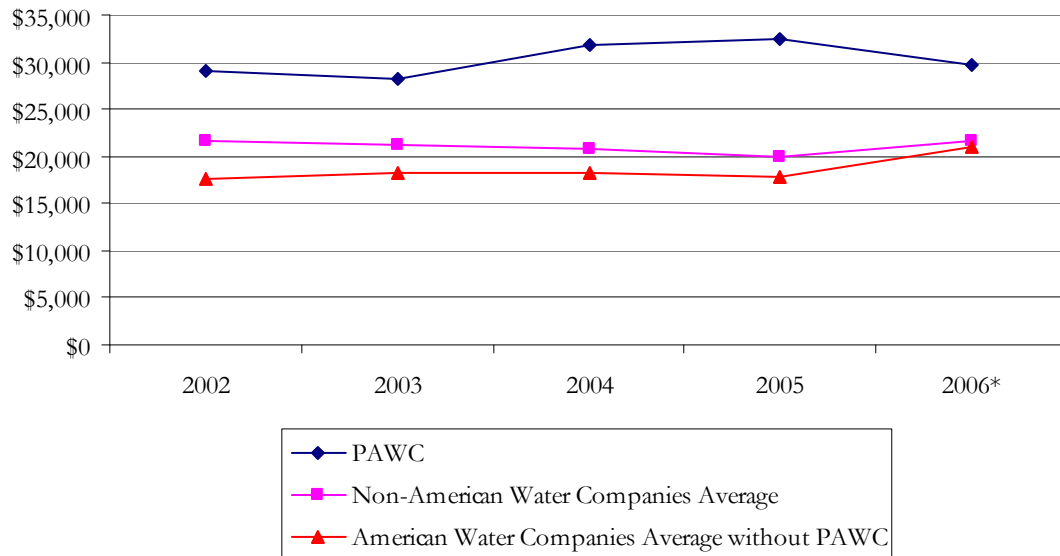 $35,000
$30,000
$25,000
$20,000
$15,000
$10,000
$5,000
$0
2002 2003 2004 2005 2006*
PAWC
Non-American Water Companies Average
American Water Companies Average without PAWC